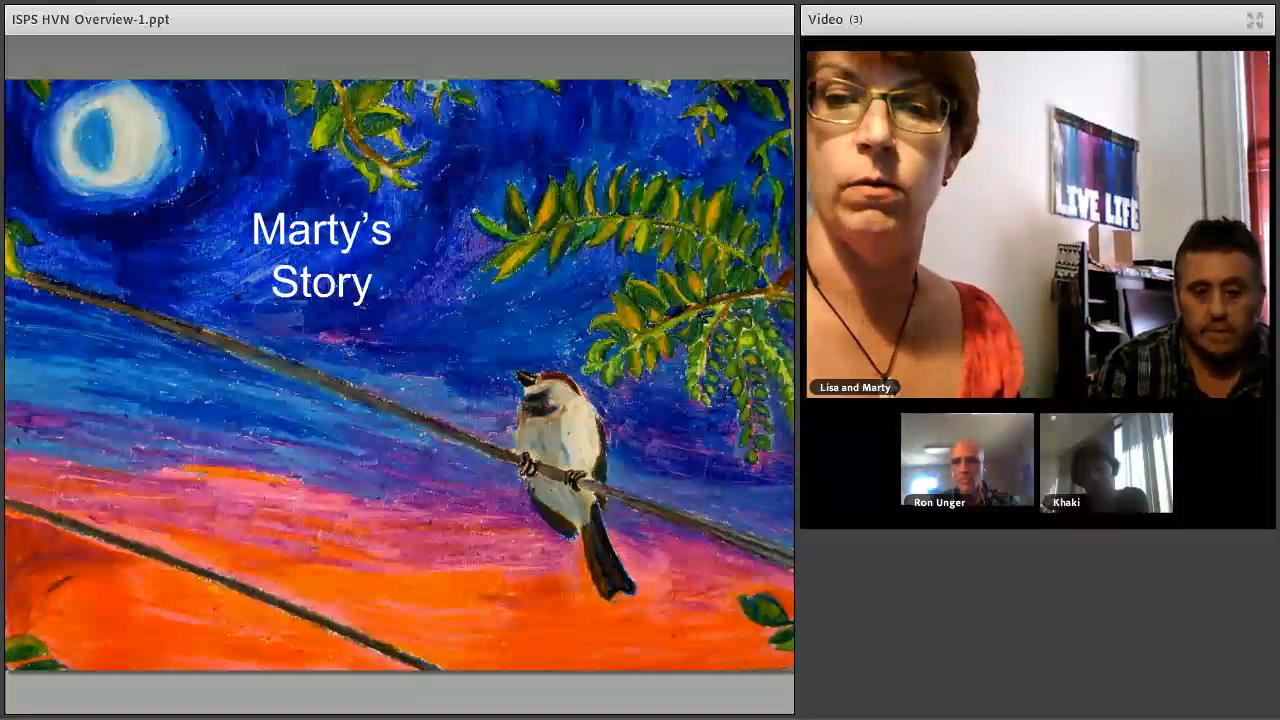 ISPS HVN Overview-1.ppt
Video (3)
Marty's
Story
LIVE LIFE
Lisa and Marty
Ron Unger
Khaki